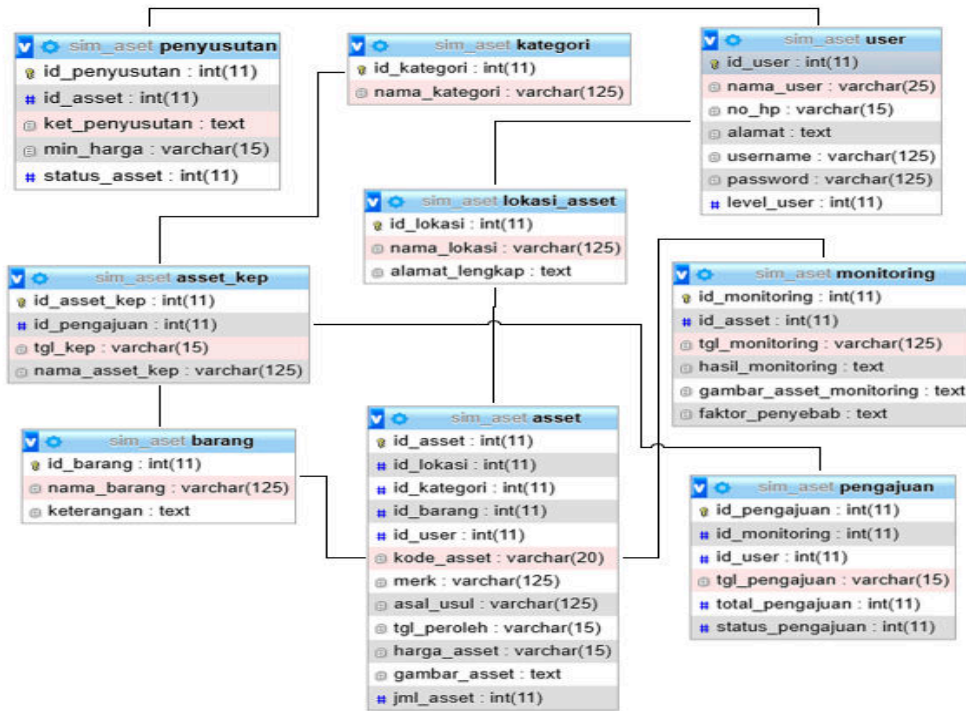 sim_aset penyusutan
id_penyusutan : int(11)
id_asset : int(11)
ket_penyusutan : text
min_harga : varchar(15)
status_asset : int(11)
sim_aset kategori
id_kategori : int(11)
nama_kategori : varchar(125)
sim_aset user
id_user : int(11)
nama_user : varchar(25)
no_hp : varchar(15)
alamat : text
username : varchar(125)
password : varchar(125)
level_user : int(11)
sim_aset lokasi_asset
id_lokasi : int(11)
nama_lokasi : varchar(125)
alamat_lengkap : text
sim_aset asset_kep
id_asset_kep : int(11)
id_pengajuan : int(11)
tgl_kep : varchar(15)
nama_asset_kep : varchar(125)
sim_aset monitoring
id_monitoring : int(11)
id_asset : int(11)
tgl_monitoring : varchar(125)
hasil_monitoring : text
gambar_asset_monitoring : text
faktor_penyebab : text
sim_aset barang
id_barang : int(11)
nama_barang : varchar(125)
keterangan : text
sim_aset asset
id_asset : int(11)
id_lokasi : int(11)
id_kategori : int(11)
id_barang : int(11)
id_user : int(11)
kode_asset : varchar(20)
merk : varchar(125)
asal_usul : varchar(125)
tgl_peroleh : varchar(15)
harga_asset : varchar(15)
gambar_asset : text
jml_asset : int(11)
sim_aset pengajuan
id_pengajuan : int(11)
id_monitoring : int(11)
id_user : int(11)
tgl_pengajuan : varchar(15)
total_pengajuan : int(11)
status_pengajuan : int(11)